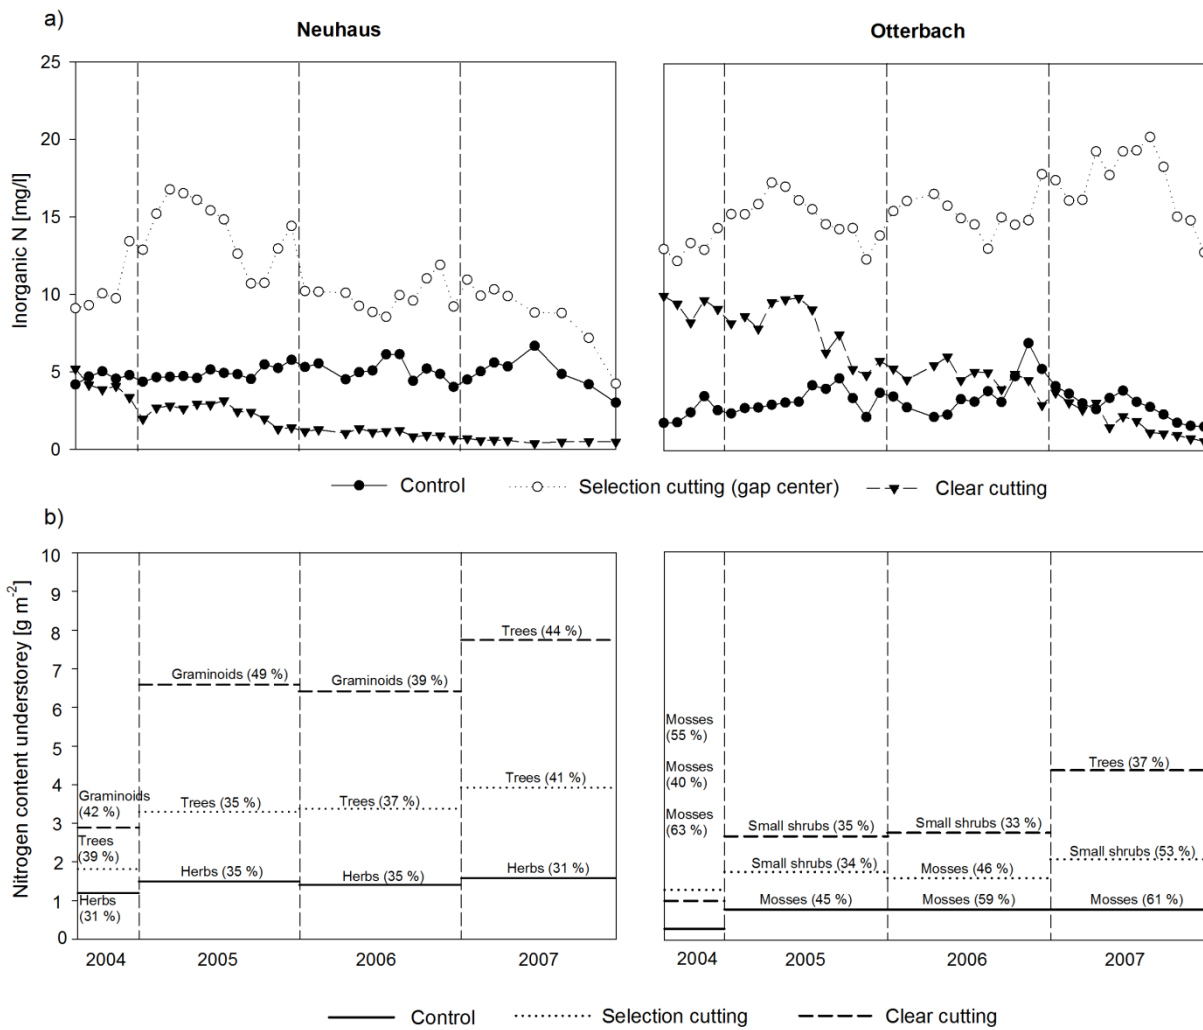 a)
Neuhaus
Otterbach
Inorganic N [mg/l]
25
20
15
10
5
0
Control
Selection cutting (gap center)
Clear cutting
b)
Nitrogen content understorey [g m-2]
10
9
8
7
6
5
4
3
2
1
0
Graminoids
(42 %)
Trees
(39 %)
Herbs
(31 %)
Graminoids (49 %)
Trees (35 %)
Herbs (35 %)
Graminoids (39 %)
Trees (37 %)
Herbs (35 %)
Trees (44 %)
Trees (41 %)
Herbs (31 %)
Mosses
(55 %)
Mosses
(40 %)
Mosses
(63 %)
Small shrubs (35 %)
Small shrubs (34 %)
Mosses (45 %)
Small shrubs (33 %)
Mosses (46 %)
Mosses (59 %)
Trees (37 %)
Small shrubs (53 %)
Mosses (61 %)
2004
2005
2006
2007
2004
2005
2006
2007
Control
Selection cutting
Clear cutting